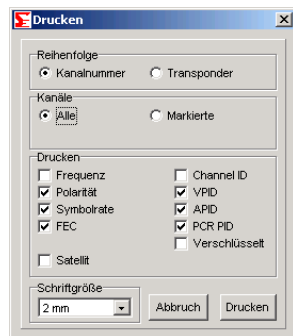 Drucken
Reihenfolge
Kanalnummer Transponder
Kanäle
Alle Markierte
Drucken
Frequenz Channel ID
Polarität VPID
Symbolrate APID
FEC PCR PID
Verschlüsselt
Satellit
Schriftgröße
2 mm Abbruch Drucken